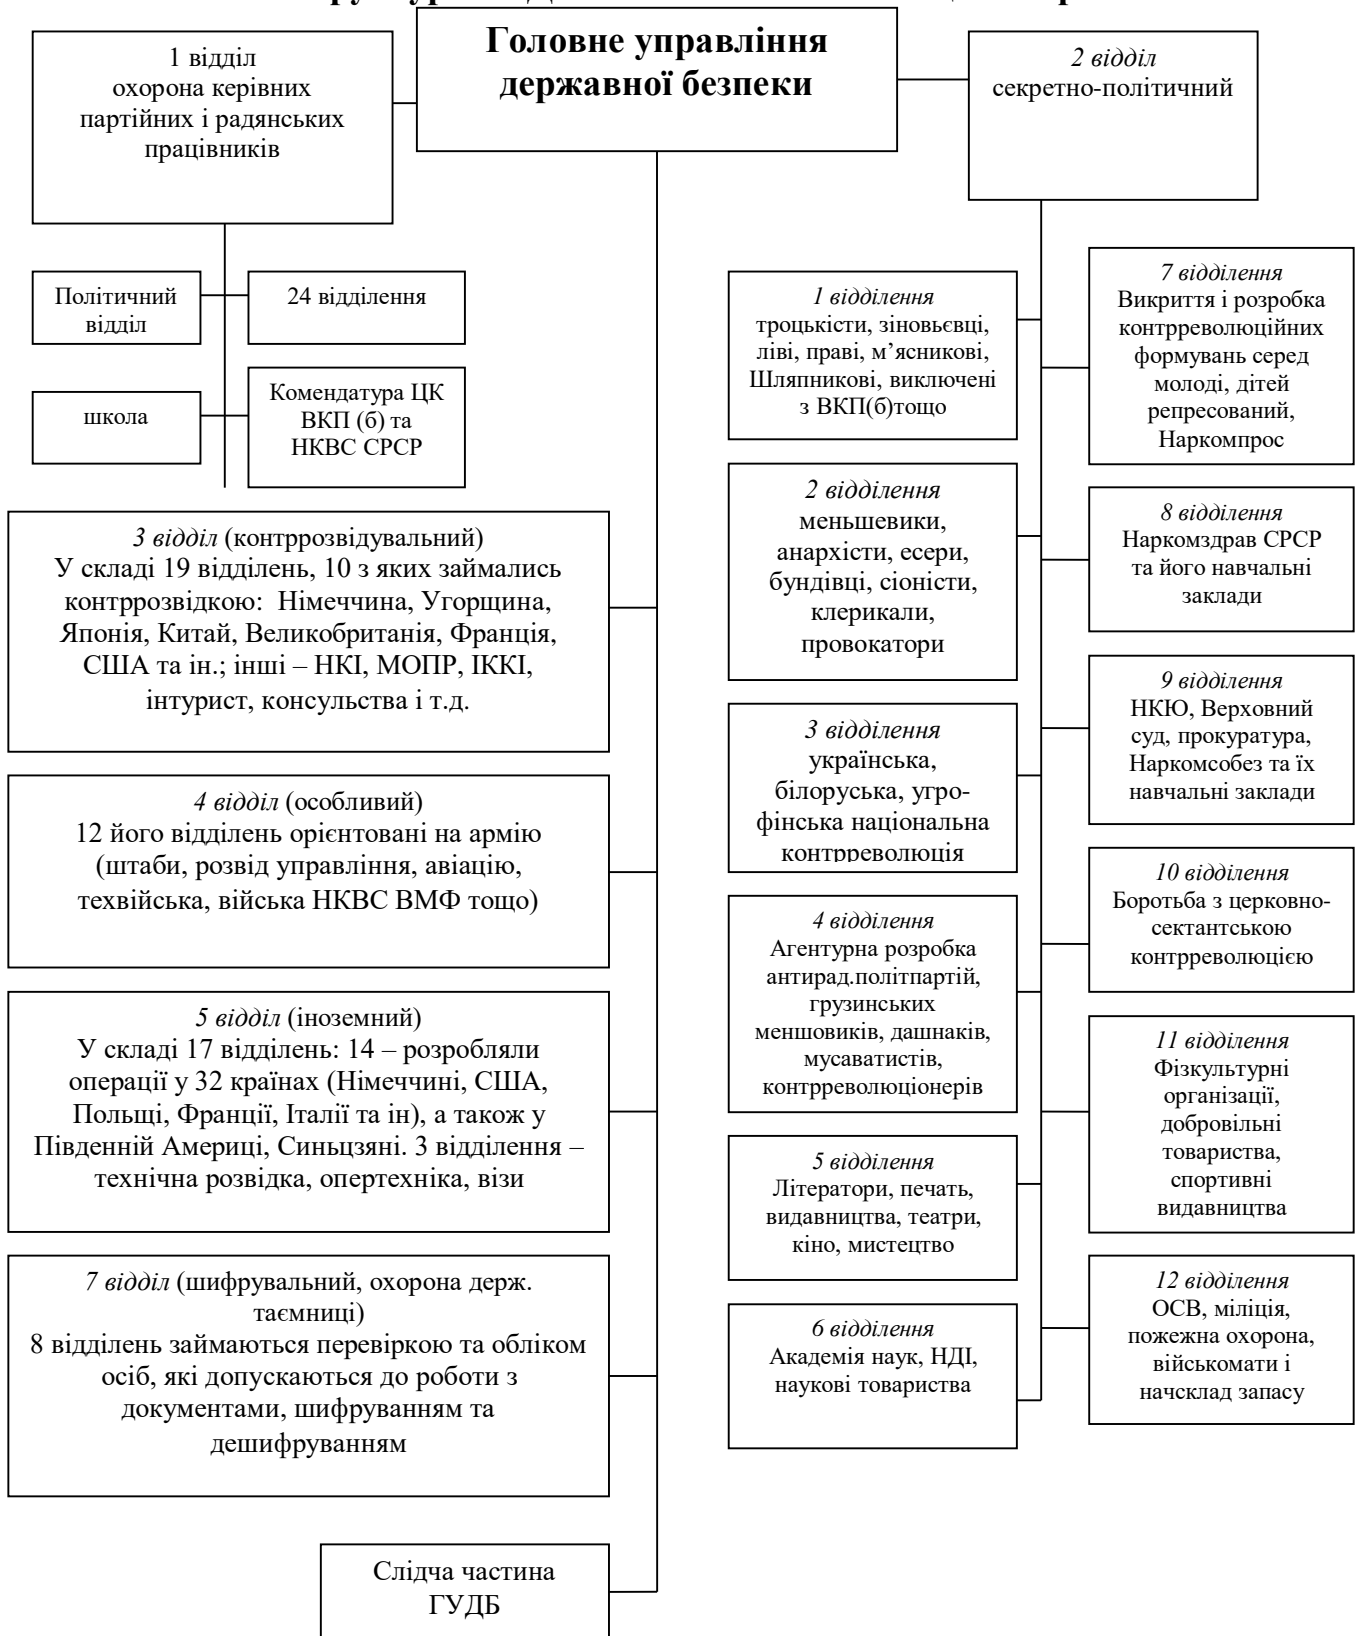 Головне управління
державної безпеки
1 відділ
охорона керівних
партійних і радянських
працівників
2 відділ
секретно-політичний
Політичний
відділ
24 відділення
школа
Комендатура ЦК
ВКП (б) та
НКВС СРСР
3 відділ (контррозвідувальний)
У складі 19 відділень, 10 з яких займались
контррозвідкою: Німеччина, Угорщина,
Японія, Китай, Великобританія, Франція,
США та ін.; інші – НКІ, МОПР, ІККІ,
інтурист, консульства і т.д.
4 відділ (особливий)
12 його відділень орієнтовані на армію
(штаби, розвід управління, авіацію,
техвійська, війська НКВС ВМФ тощо)
5 відділ (іноземний)
У складі 17 відділень: 14 – розробляли
операції у 32 країнах (Німеччині, США,
Польщі, Франції, Італії та ін), а також у
Південній Америці, Синьцзяні. 3 відділення –
технічна розвідка, опертехніка, візи
7 відділ (шифрувальний, охорона держ.
таємниці)
8 відділень займаються перевіркою та обліком
осіб, які допускаються до роботи з
документами, шифруванням та
дешифруванням
Слідча частина
ГУДБ
1 відділення
троцькісти, зіновьєвці,
ліві, праві, м’ясникові,
Шляпникові, виключені
з ВКП(б)тощо
2 відділення
меньшевики,
анархісти, есери,
бундівці, сіоністи,
клерикали,
провокатори
3 відділення
українська,
білоруська, угро-
фінська національна
контрреволюція
4 відділення
Агентурна розробка
антирад.політпартій,
грузинських
меншовиків, дашнаків,
мусаватистів,
контрреволюціонерів
5 відділення
Літератори, печать,
видавництва, театри,
кіно, мистецтво
6 відділення
Академія наук, НДІ,
наукові товариства
7 відділення
Викриття і розробка
контрреволюційних
формувань серед
молоді, дітей
репресований,
Наркомпрос
8 відділення
Наркомздрав СРСР
та його навчальні
заклади
9 відділення
НКЮ, Верховний
суд, прокуратура,
Наркомсобез та їх
навчальні заклади
10 відділення
Боротьба з церковно-
сектантською
контрреволюцією
11 відділення
Фізкультурні
організації,
добровільні
товариства,
спортивні
видавництва
12 відділення
ОСВ, міліція,
пожежна охорона,
військомати і
начсклад запасу